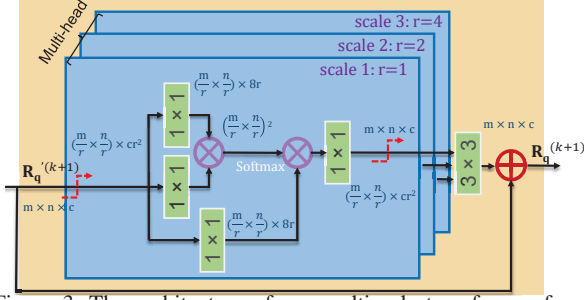 Multi-head
scale 3: r=4
scale 2: r=2
scale 1: r=1
(m/r × n/r) × 8r
1 × 1
(m/r × n/r) × cr²
(m/r × n/r)²
m × n × c
1 × 1
Softmax
1 × 1
3 × 3
m × n × c
R_q^(k+1)
R_q^'(k+1)
m × n × c
1 × 1
(m/r × n/r) × 8r
(m/r × n/r) × cr²